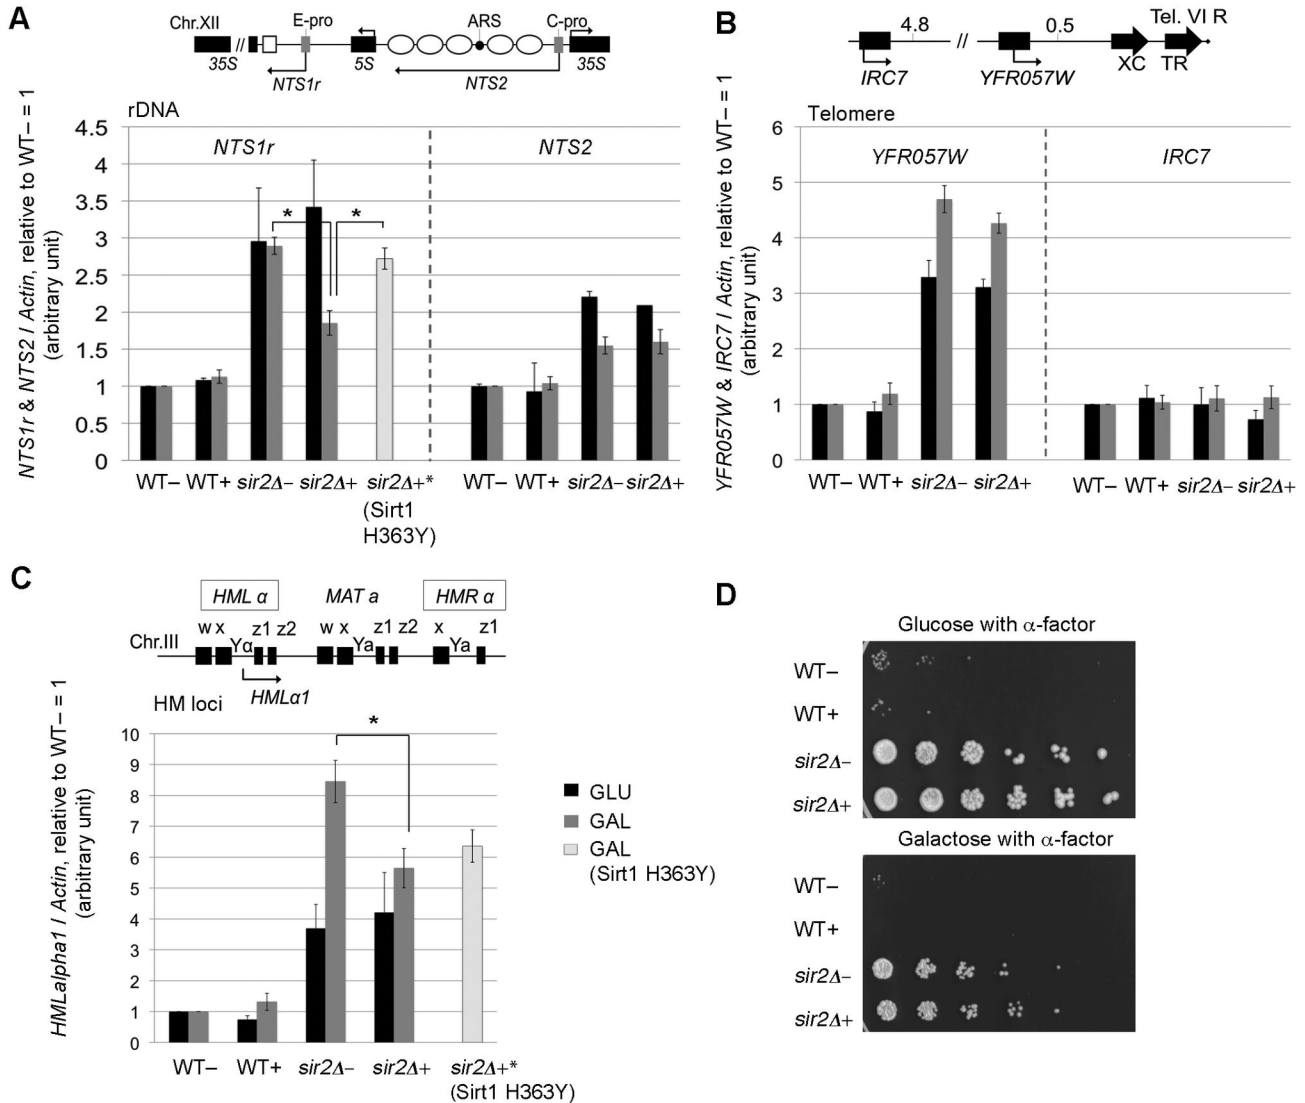 A
Chr.XII
E-pro
ARS
C-pro
//
35S
NTS1r
5S
NTS2
35S
rDNA
NTS1r & NTS2 / Actin, relative to WT– = 1
(arbitrary unit)
4.5
4
3.5
3
2.5
2
1.5
1
0.5
0
NTS1r
NTS2
*
*
WT–
WT+
sir2Δ–
sir2Δ+
sir2Δ+*
(Sirt1
H363Y)
WT–
WT+
sir2Δ–
sir2Δ+
B
Tel. VI R
4.8
//
0.5
IRC7
YFR057W
XC
TR
Telomere
YFR057W & IRC7 / Actin, relative to WT– = 1
(arbitrary unit)
6
5
4
3
2
1
0
YFR057W
IRC7
WT–
WT+
sir2Δ–
sir2Δ+
WT–
WT+
sir2Δ–
sir2Δ+
C
HML α
MAT a
HMR α
w x
z1 z2
w x
z1 z2
x
z1
Chr.III
Yα
Ya
Ya
HMLα1
HM loci
HMLalpha1 / Actin, relative to WT– = 1
(arbitrary unit)
10
9
8
7
6
5
4
3
2
1
0
*
WT–
WT+
sir2Δ–
sir2Δ+
sir2Δ+*
(Sirt1 H363Y)
GLU
GAL
GAL
(Sirt1 H363Y)
D
Glucose with α-factor
WT–
WT+
sir2Δ–
sir2Δ+
Galactose with α-factor
WT–
WT+
sir2Δ–
sir2Δ+